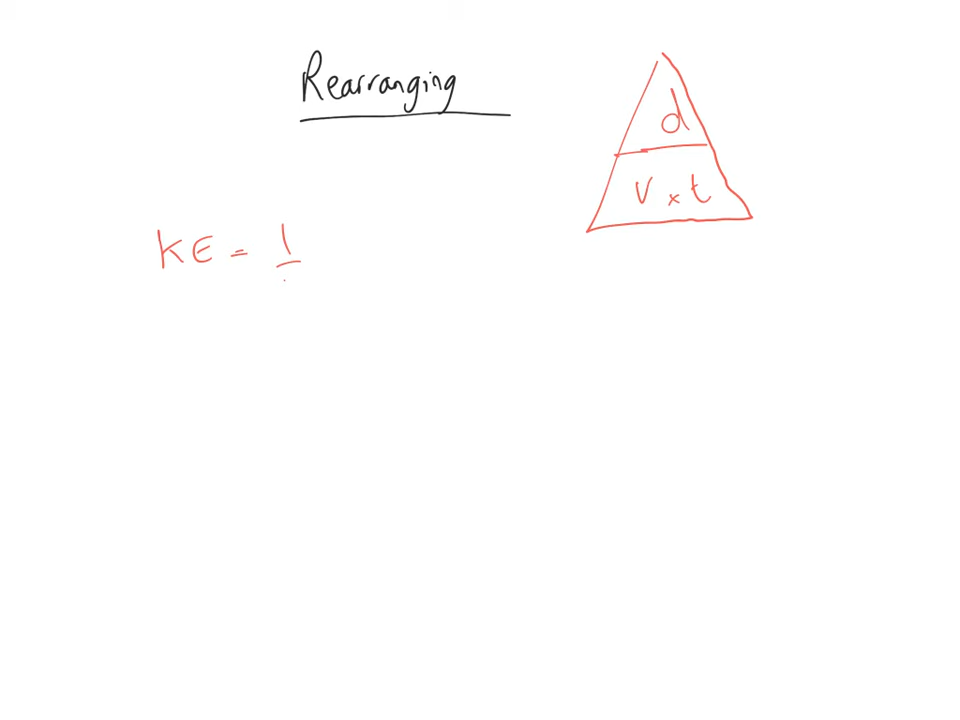 Rearranging
d
v × t
KE = 1